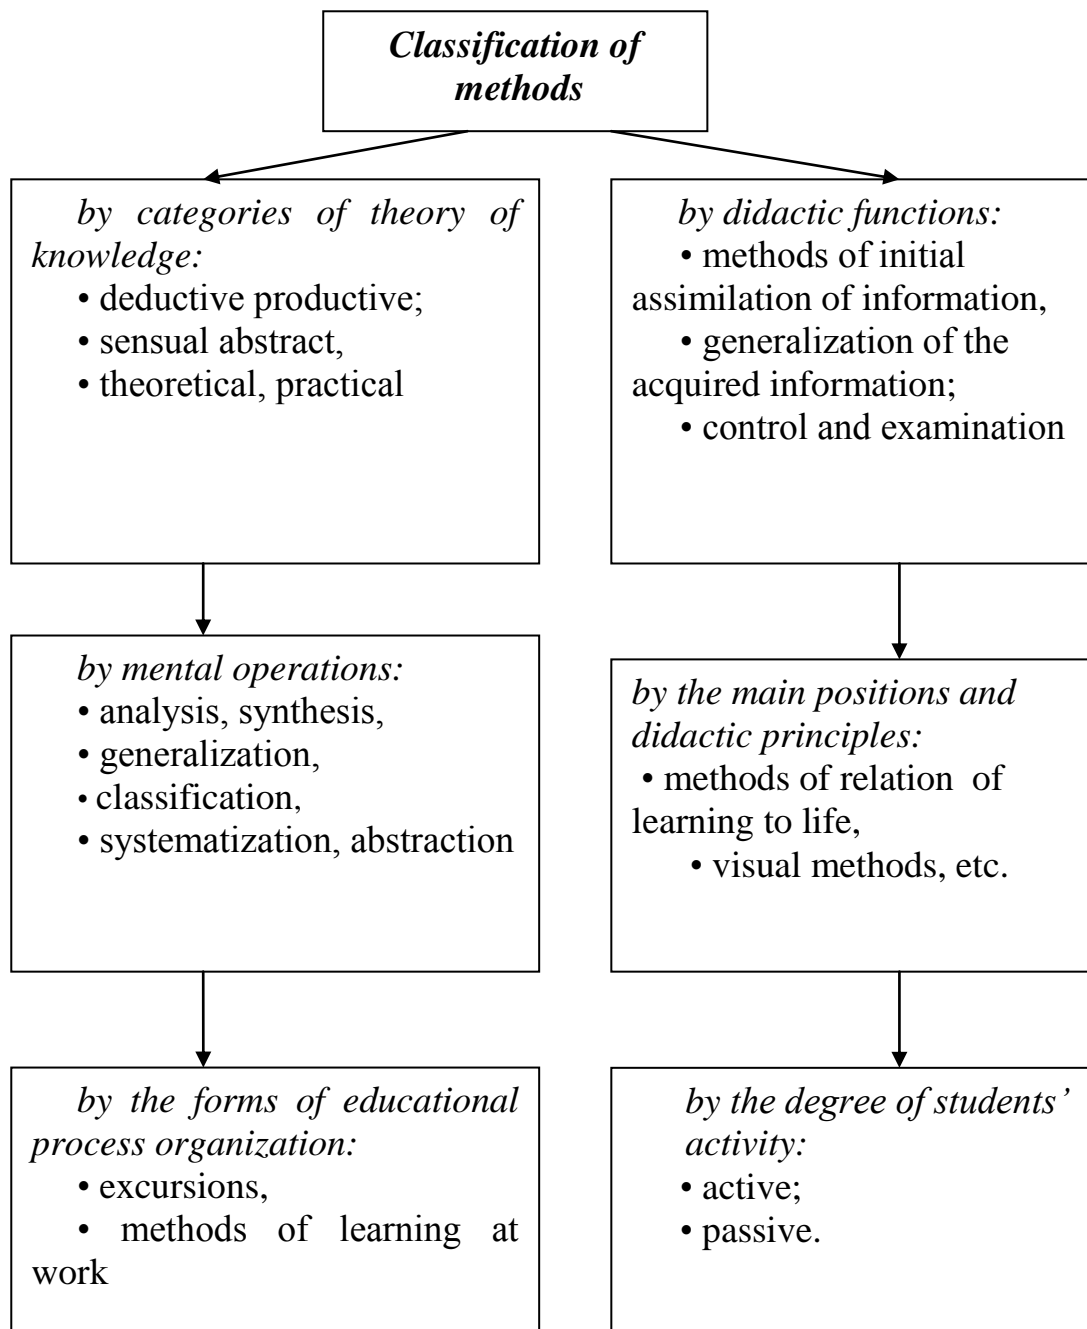 Classification of
methods
by categories of theory of
knowledge:
• deductive productive;
• sensual abstract,
• theoretical, practical
by didactic functions:
• methods of initial
assimilation of information,
• generalization of the
acquired information;
• control and examination
by mental operations:
• analysis, synthesis,
• generalization,
• classification,
• systematization, abstraction
by the main positions and
didactic principles:
• methods of relation of
learning to life,
• visual methods, etc.
by the forms of educational
process organization:
• excursions,
• methods of learning at
work
by the degree of students’
activity:
• active;
• passive.